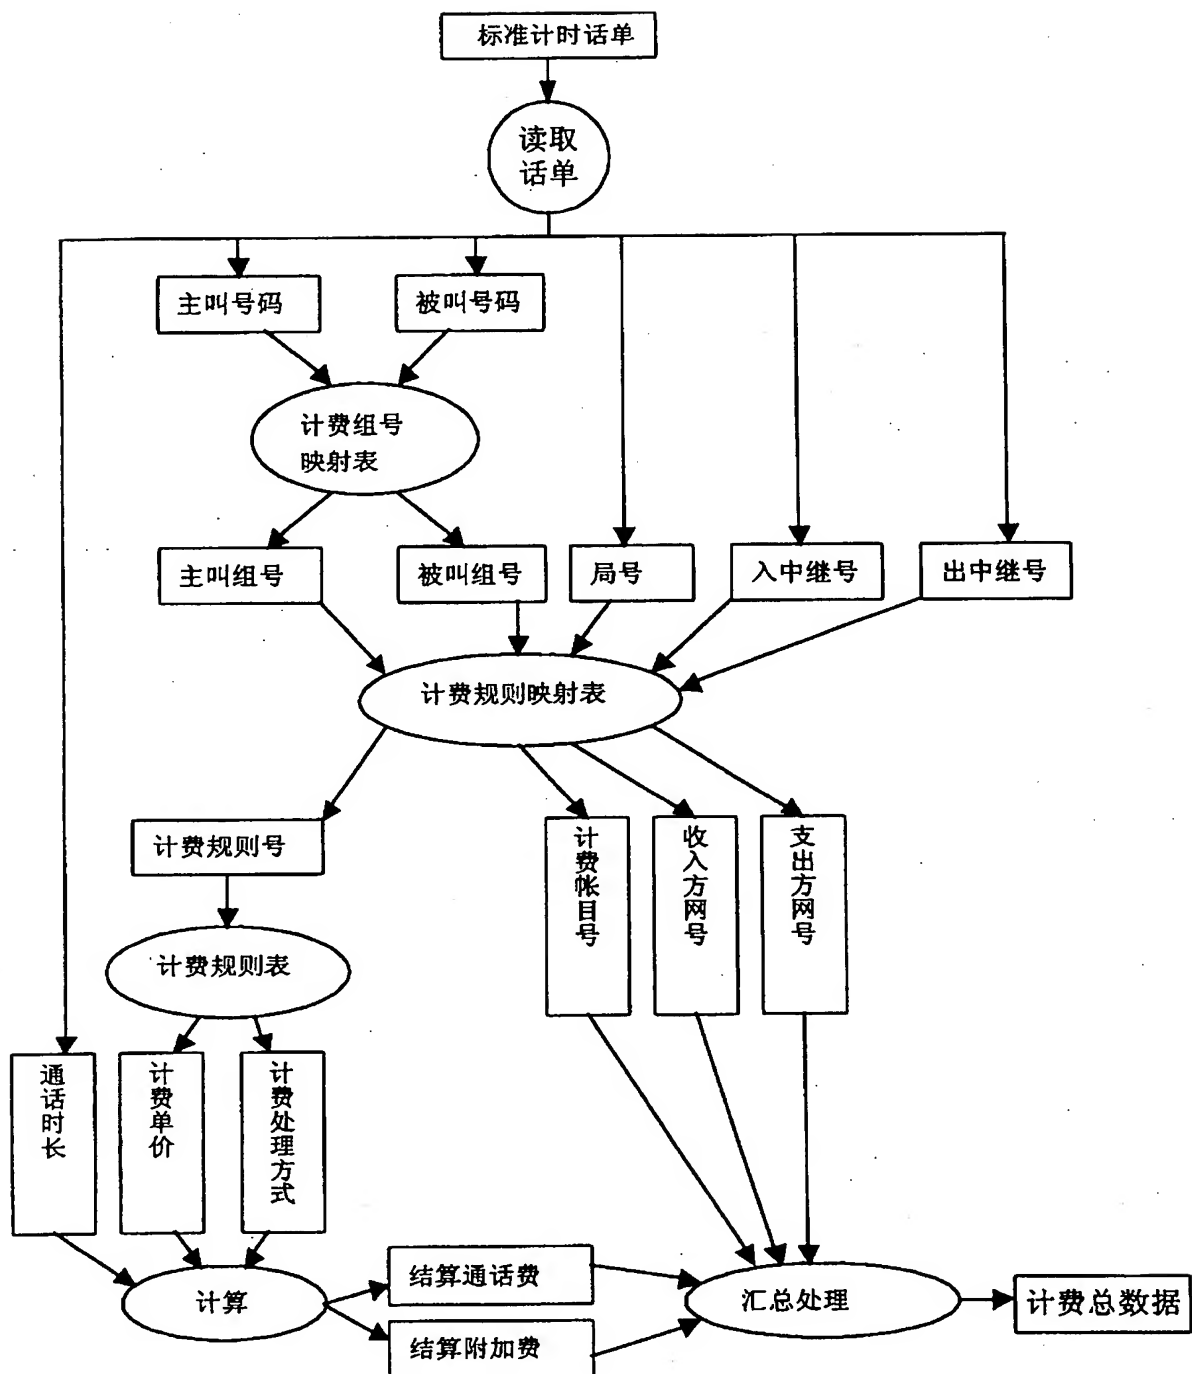 标准计时话单
读取
话单
主叫号码
被叫号码
计费组号
映射表
主叫组号
被叫组号
局号
入中继号
出中继号
计费规则映射表
计费规则号
计费帐目号
收入方网号
支出方网号
计费规则表
通话时长
计费单价
计费处理方式
结算通话费
计算
汇总处理
计费总数据
结算附加费